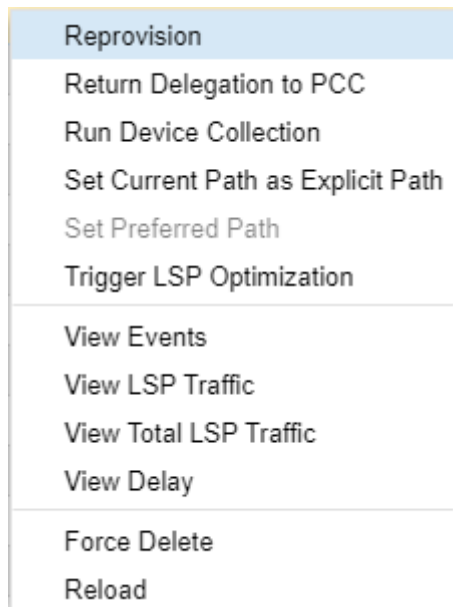 Reprovision
Return Delegation to PCC
Run Device Collection
Set Current Path as Explicit Path
Set Preferred Path
Trigger LSP Optimization
View Events
View LSP Traffic
View Total LSP Traffic
View Delay
Force Delete
Reload